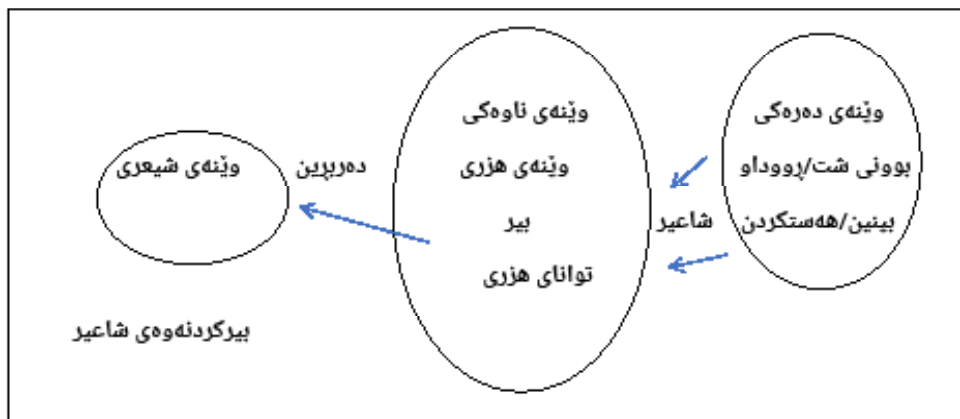 وێنەی دەرەکی
بوونی شت/ڕووداو
بینین/هەستکردن
شاعیر
وێنەی ناوەکی
وێنەی هزری
بیر
توانای هزری
دەربڕین
وێنەی شیعری
بیرکردنەوەی شاعیر